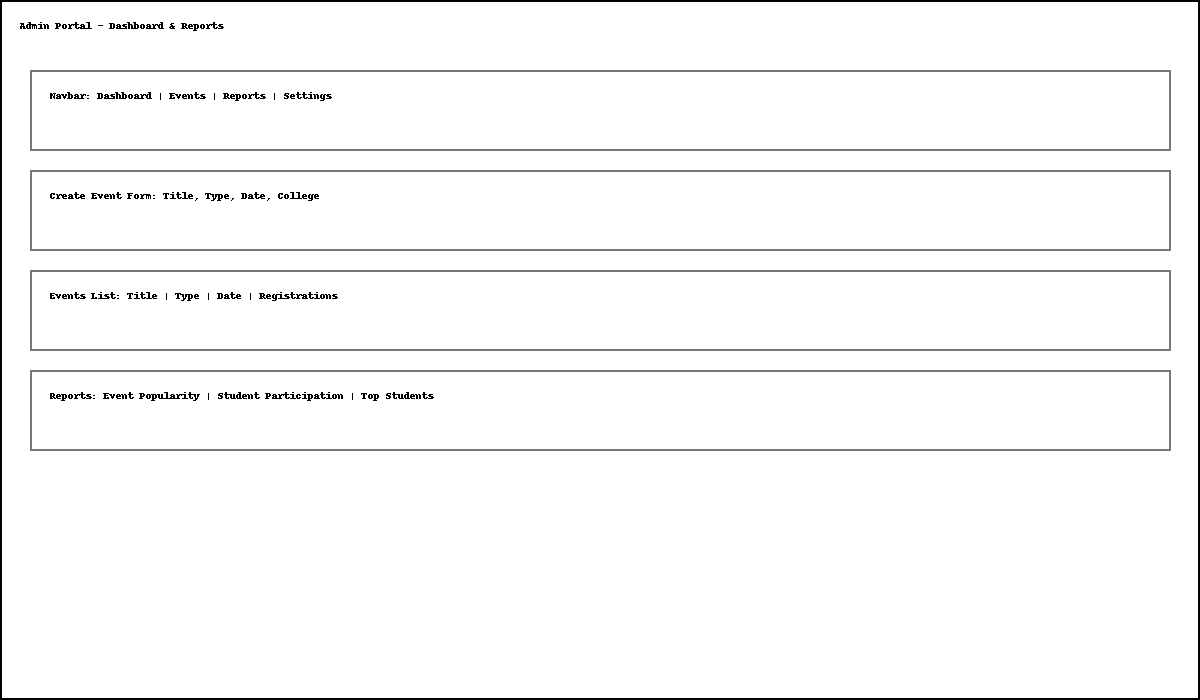 Admin Portal - Dashboard & Reports
Navbar: Dashboard | Events | Reports | Settings
Create Event Form: Title, Type, Date, College
Events List: Title | Type | Date | Registrations
Reports: Event Popularity | Student Participation | Top Students